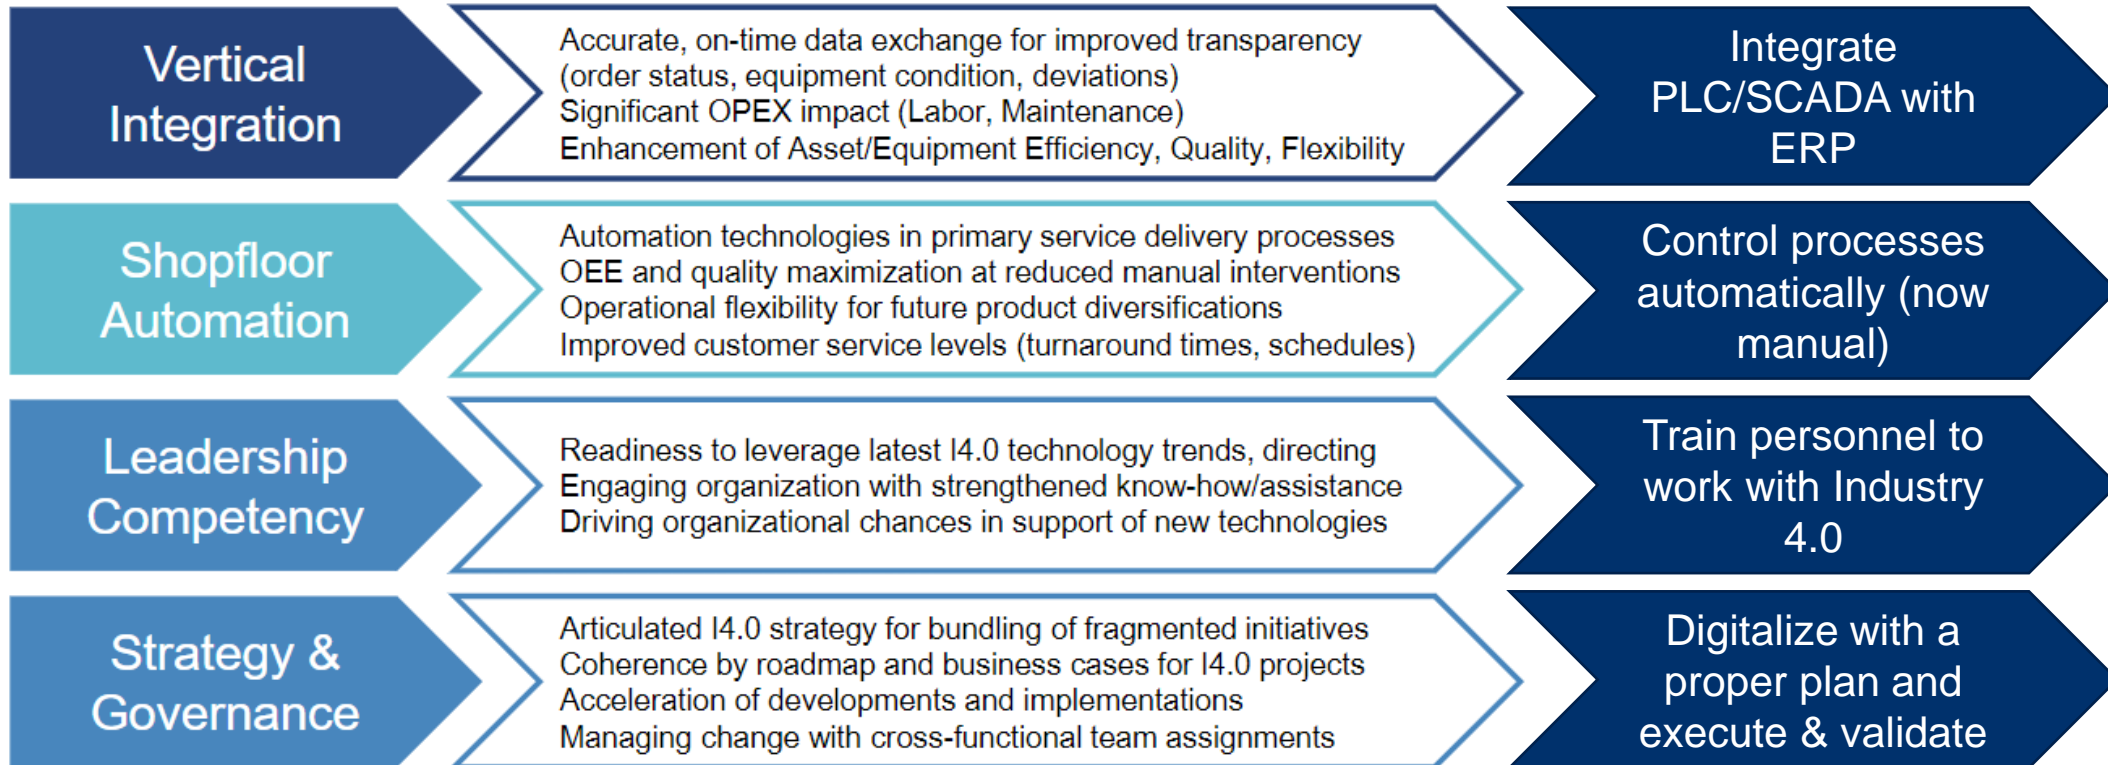 Vertical
Integration
Accurate, on-time data exchange for improved transparency
(order status, equipment condition, deviations)
Significant OPEX impact (Labor, Maintenance)
Enhancement of Asset/Equipment Efficiency, Quality, Flexibility
Integrate
PLC/SCADA with
ERP
Shopfloor
Automation
Automation technologies in primary service delivery processes
OEE and quality maximization at reduced manual interventions
Operational flexibility for future product diversifications
Improved customer service levels (turnaround times, schedules)
Control processes
automatically (now
manual)
Leadership
Competency
Readiness to leverage latest I4.0 technology trends, directing
Engaging organization with strengthened know-how/assistance
Driving organizational chances in support of new technologies
Train personnel to
work with Industry
4.0
Strategy &
Governance
Articulated I4.0 strategy for bundling of fragmented initiatives
Coherence by roadmap and business cases for I4.0 projects
Acceleration of developments and implementations
Managing change with cross-functional team assignments
Digitalize with a
proper plan and
execute & validate